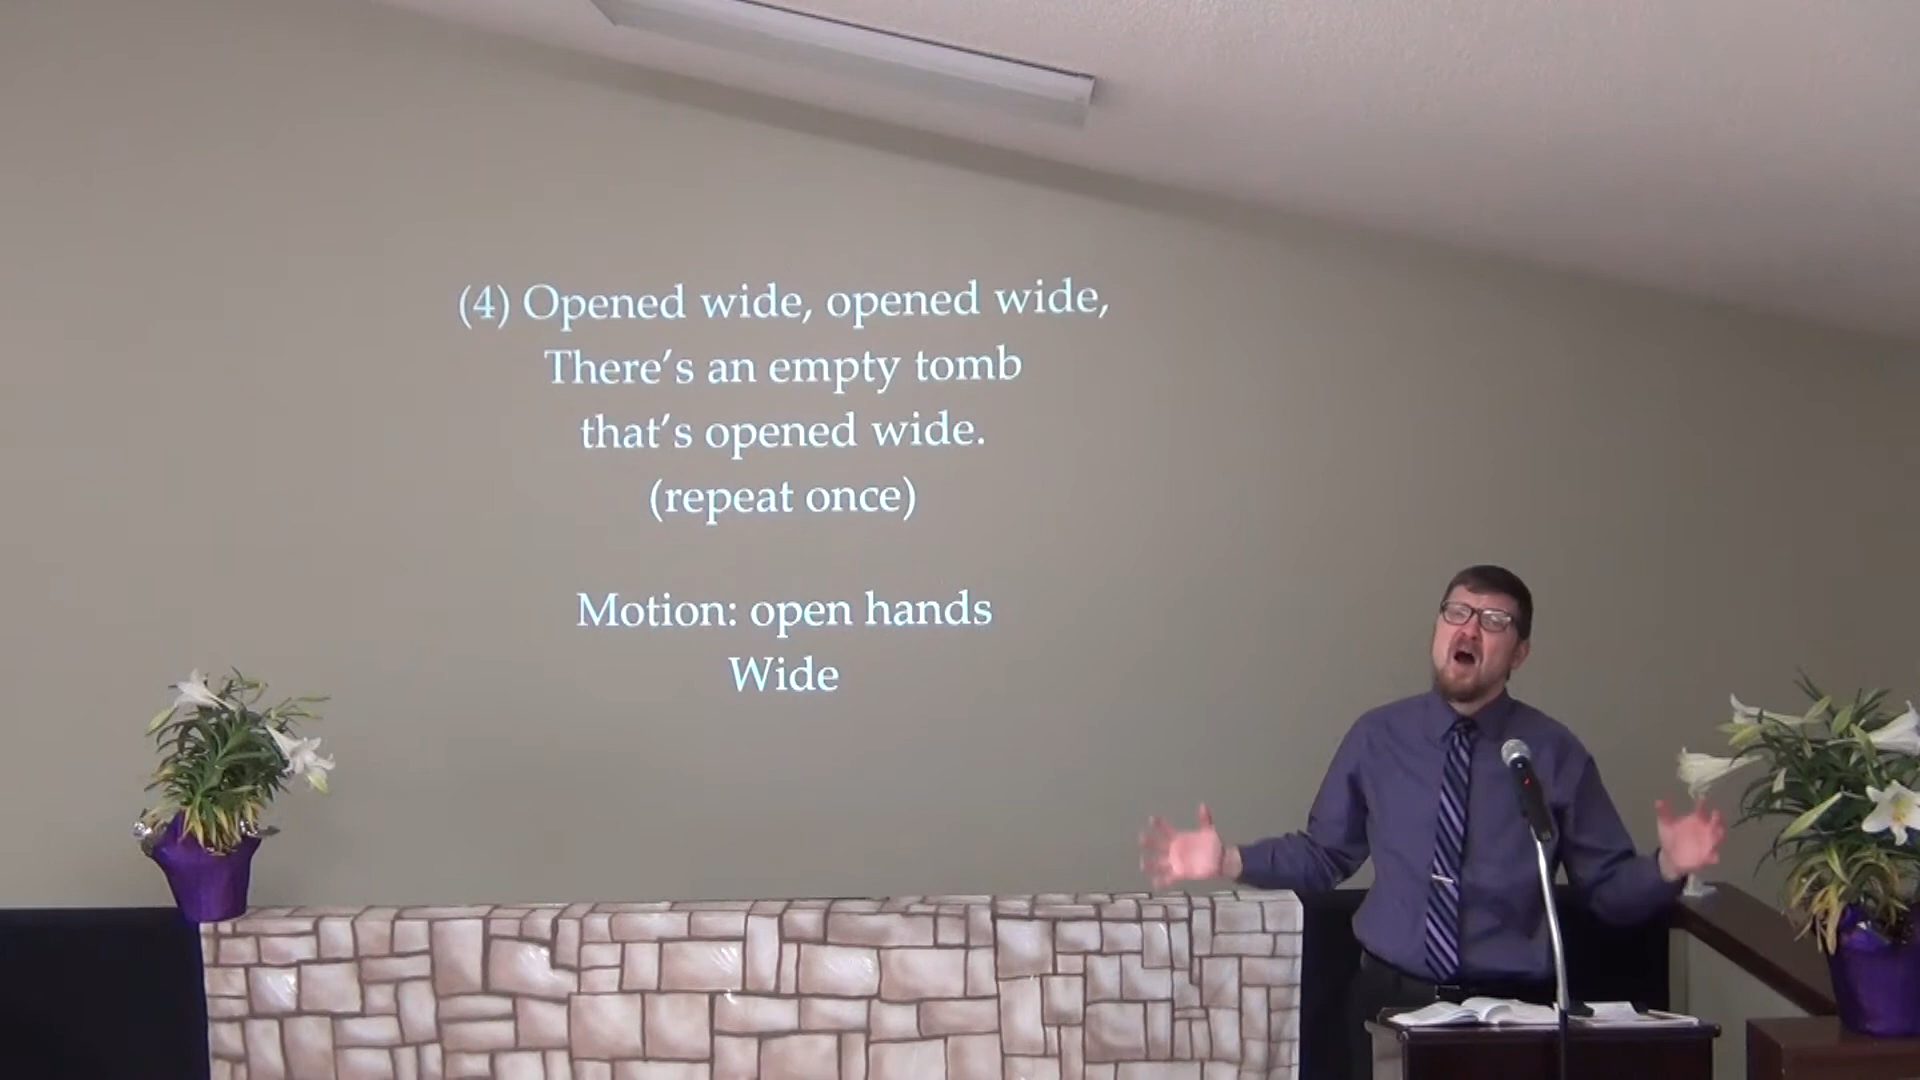 (4) Opened wide, opened wide,
There's an empty tomb
that's opened wide.
(repeat once)
Motion: open hands
Wide